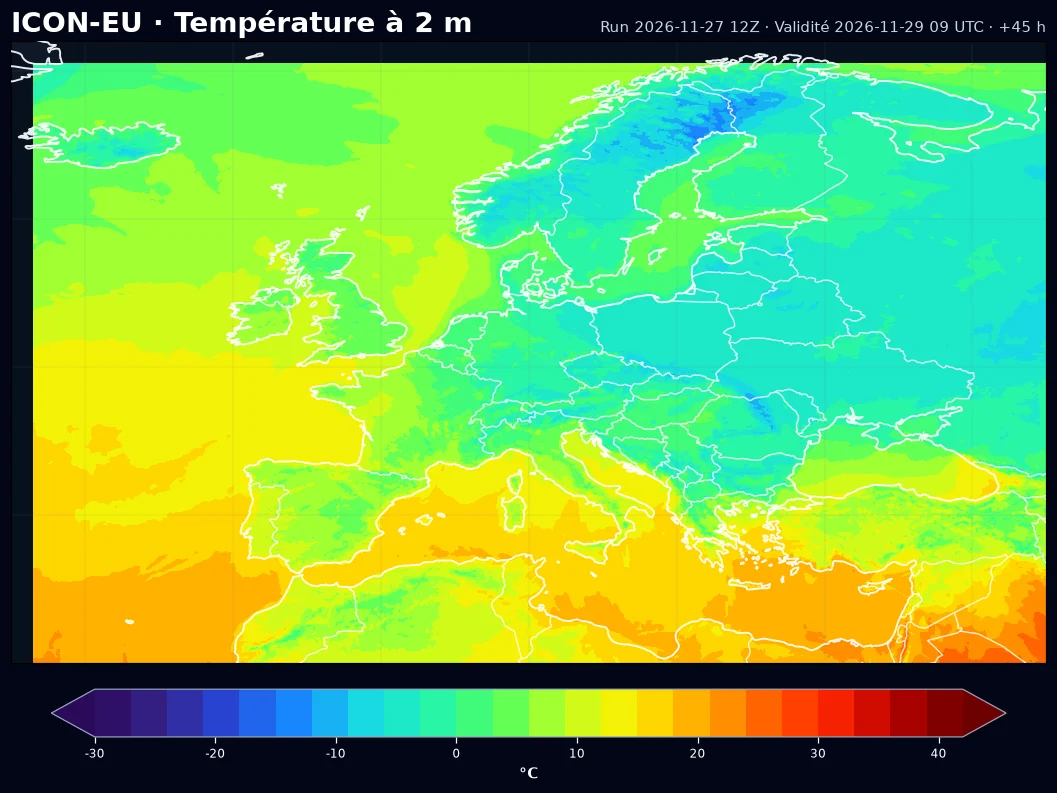 ICON-EU · Température à 2 m
Run 2026-11-27 12Z · Validité 2026-11-29 09 UTC · +45 h
-30 -20 -10 0 10 20 30 40
°C